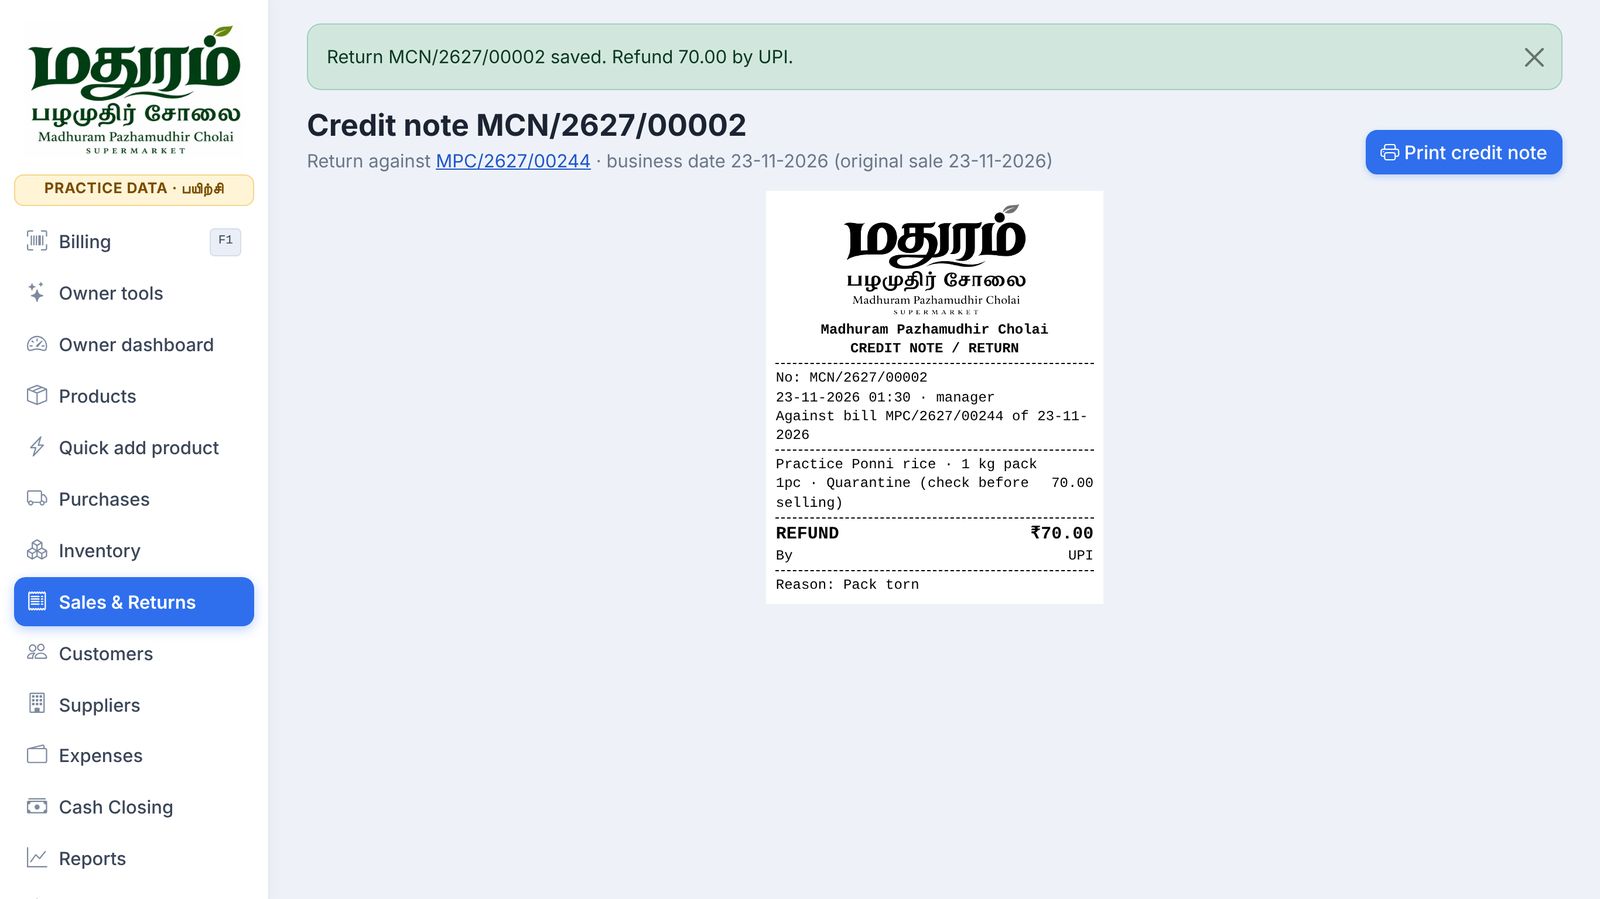 மதுரம்
பழமுதிர் சோலை
Madhuram Pazhamudhir Cholai
SUPERMARKET
PRACTICE DATA · பயிற்சி
Billing F1
Owner tools
Owner dashboard
Products
Quick add product
Purchases
Inventory
Sales & Returns
Customers
Suppliers
Expenses
Cash Closing
Reports
Return MCN/2627/00002 saved. Refund 70.00 by UPI.
Credit note MCN/2627/00002
Return against MPC/2627/00244 · business date 23-11-2026 (original sale 23-11-2026)
Print credit note
மதுரம்
பழமுதிர் சோலை
Madhuram Pazhamudhir Cholai
SUPERMARKET
Madhuram Pazhamudhir Cholai
CREDIT NOTE / RETURN
No: MCN/2627/00002
23-11-2026 01:30 · manager
Against bill MPC/2627/00244 of 23-11-
2026
Practice Ponni rice · 1 kg pack
1pc · Quarantine (check before 70.00
selling)
REFUND ₹70.00
By UPI
Reason: Pack torn